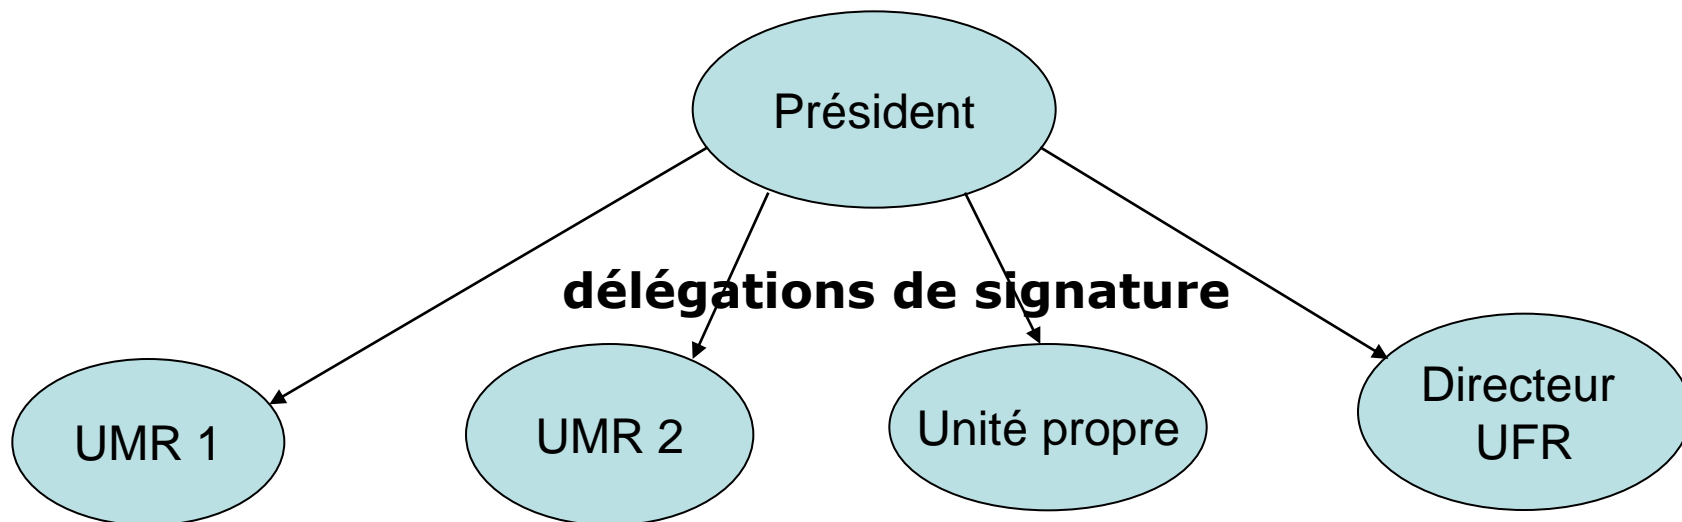 Président
délégations de signature
UMR 1
UMR 2
Unité propre
Directeur
UFR